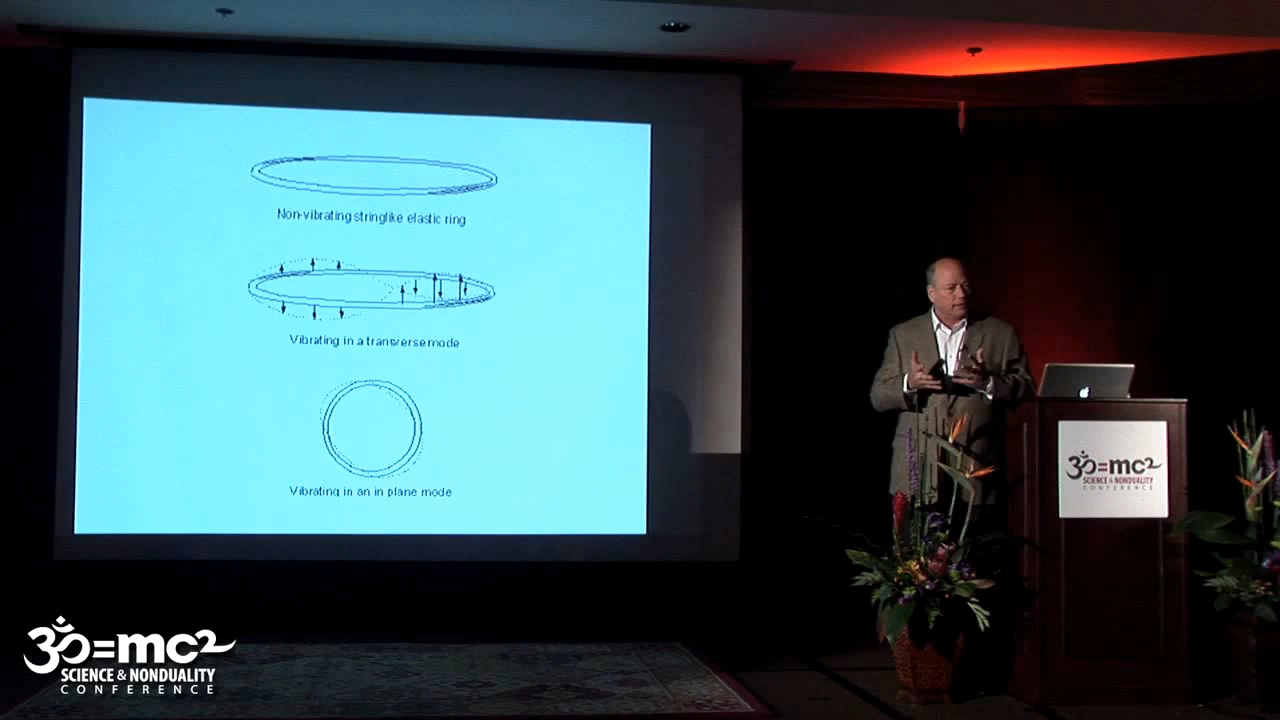 Non-vibrating stringlike elastic ring
Vibrating in a transverse mode
Vibrating in an in plane mode
ॐ=mc2
SCIENCE & NONDUALITY
CONFERENCE
ॐ=mc2
SCIENCE & NONDUALITY
CONFERENCE